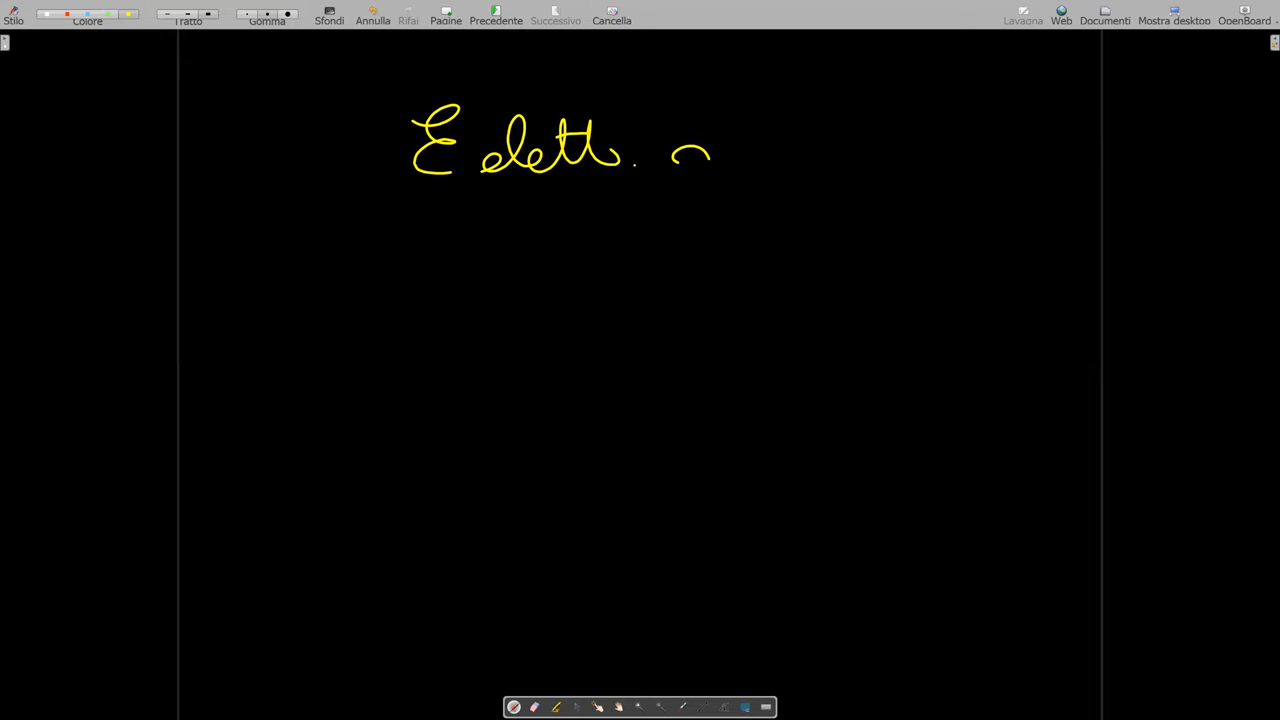 Stilo Colore Tratto Gomma Sfondi Annulla Rifai Pagine Precedente Successivo Cancella Lavagna Web Documenti Mostra desktop OpenBoard
E elett.